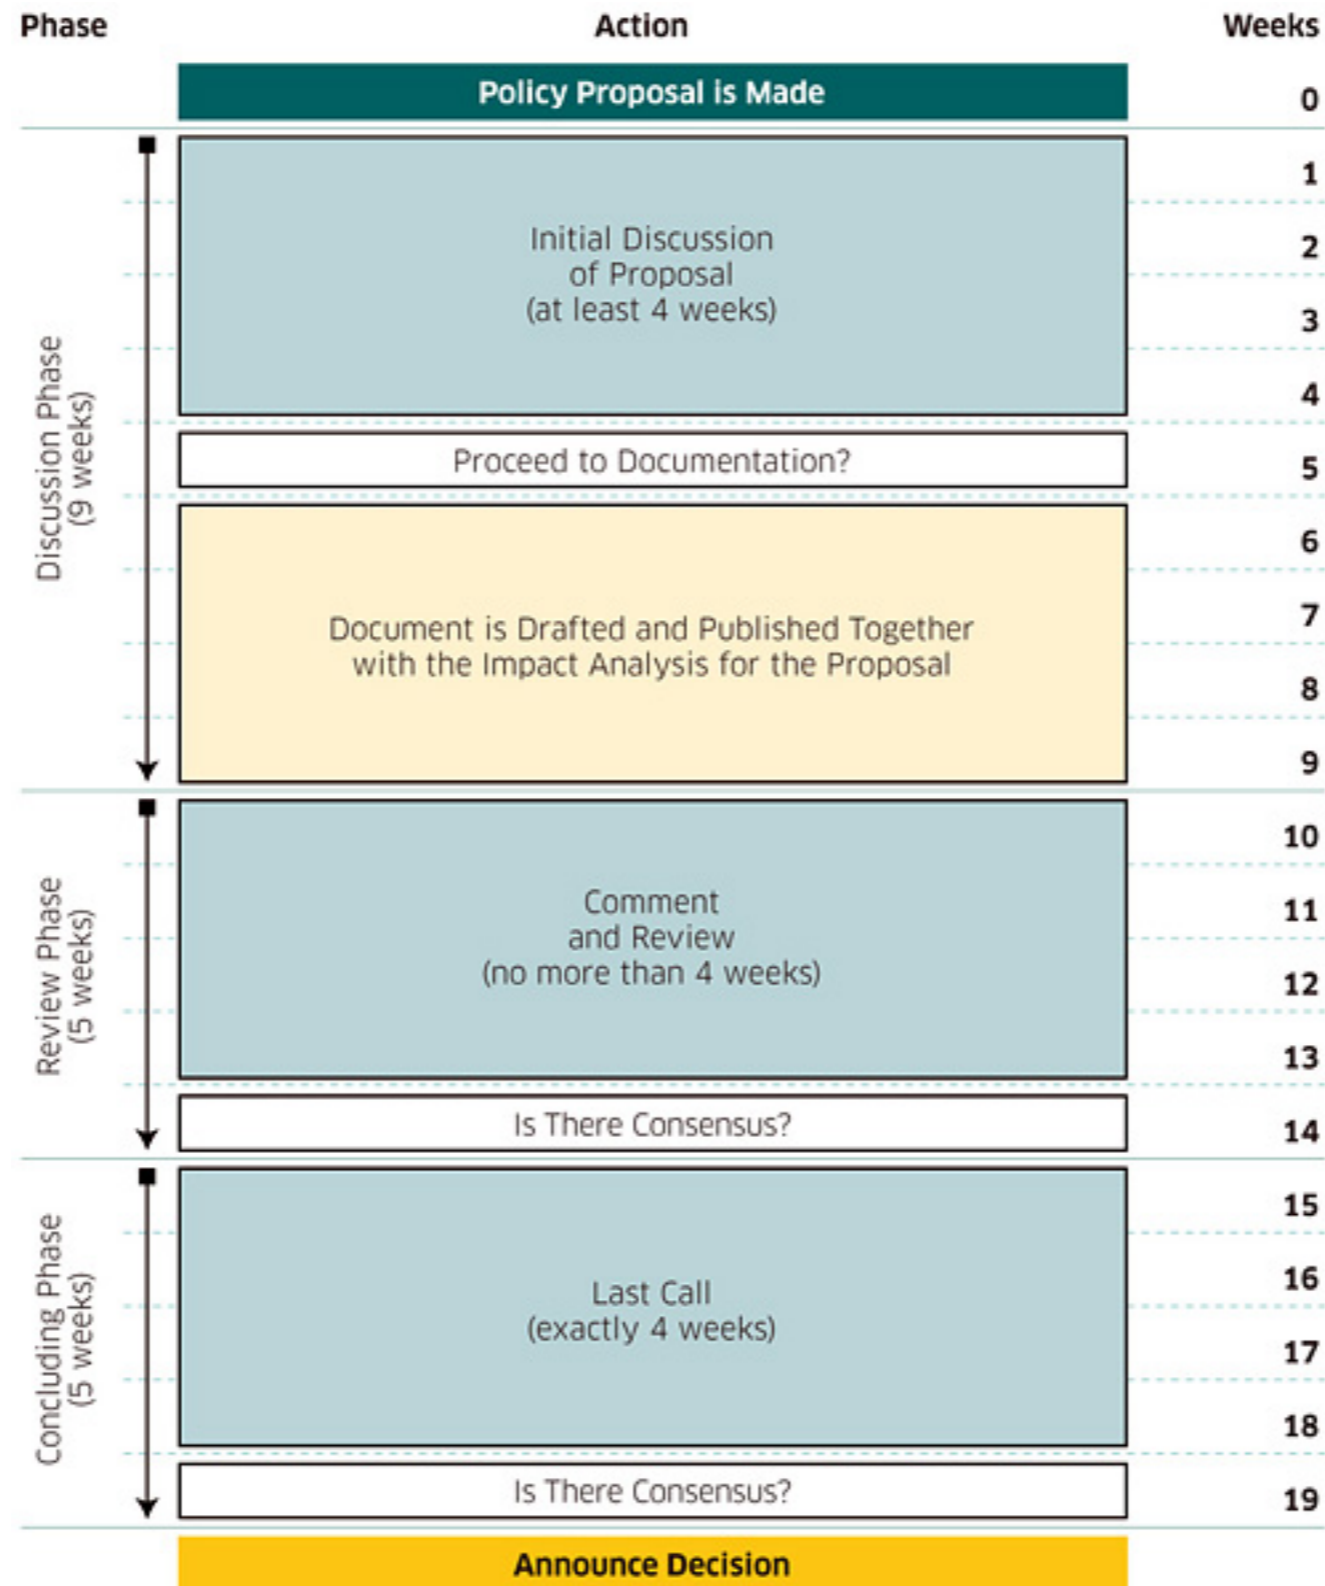 Phase Action Weeks
Policy Proposal is Made
0
Discussion Phase
(9 weeks)
1
Initial Discussion
of Proposal
(at least 4 weeks)
2
3
4
Proceed to Documentation?
5
6
Document is Drafted and Published Together
with the Impact Analysis for the Proposal
7
8
9
Review Phase
(5 weeks)
10
Comment
and Review
(no more than 4 weeks)
11
12
13
Is There Consensus?
14
Concluding Phase
(5 weeks)
15
Last Call
(exactly 4 weeks)
16
17
18
Is There Consensus?
19
Announce Decision